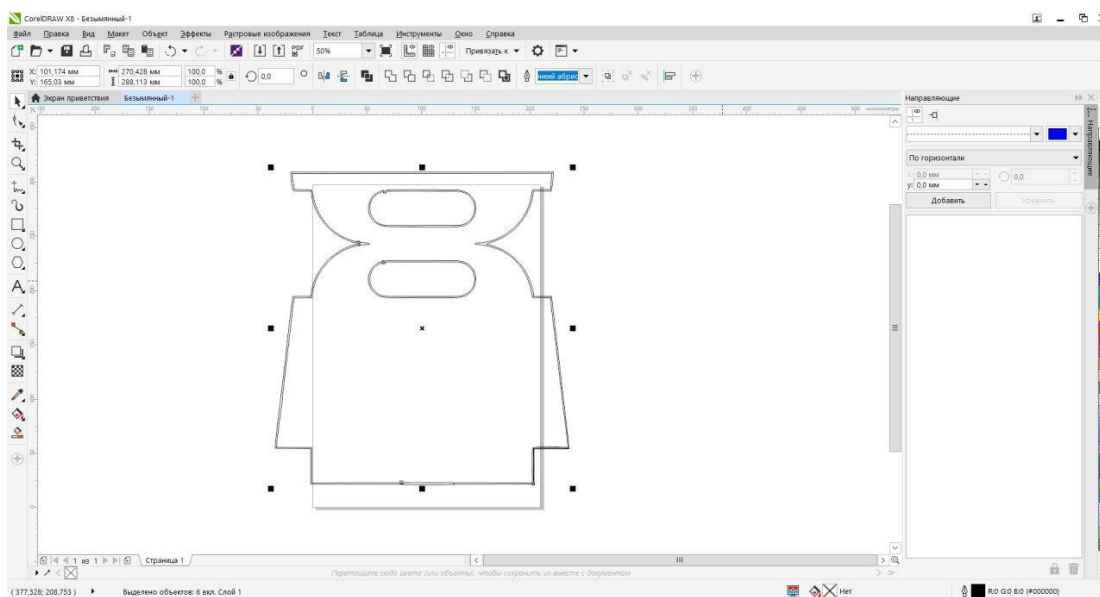 CorelDRAW X8 - Безымянный-1
Файл Правка Вид Макет Объект Эффекты Растровые изображения Текст Таблица Инструменты Окно Справка
PDF 50% Привязать к
X: 101,174 мм 270,428 мм 100,0 % 0,0
Y: 165,03 мм 288,113 мм 100,0 %
Экран приветствия Безымянный-1
Направляющие
По горизонтали
0,0 мм 0,0
y: 0,0 мм
Добавить Изменить
Направляющие
1 из 1 Страница 1
Перетащите сюда цвета (или объекты), чтобы сохранить их вместе с документом
( 377,528; 208,753 ) Выделено объектов: 6 вкл. Слой 1 Нет R:0 G:0 B:0 (#000000)